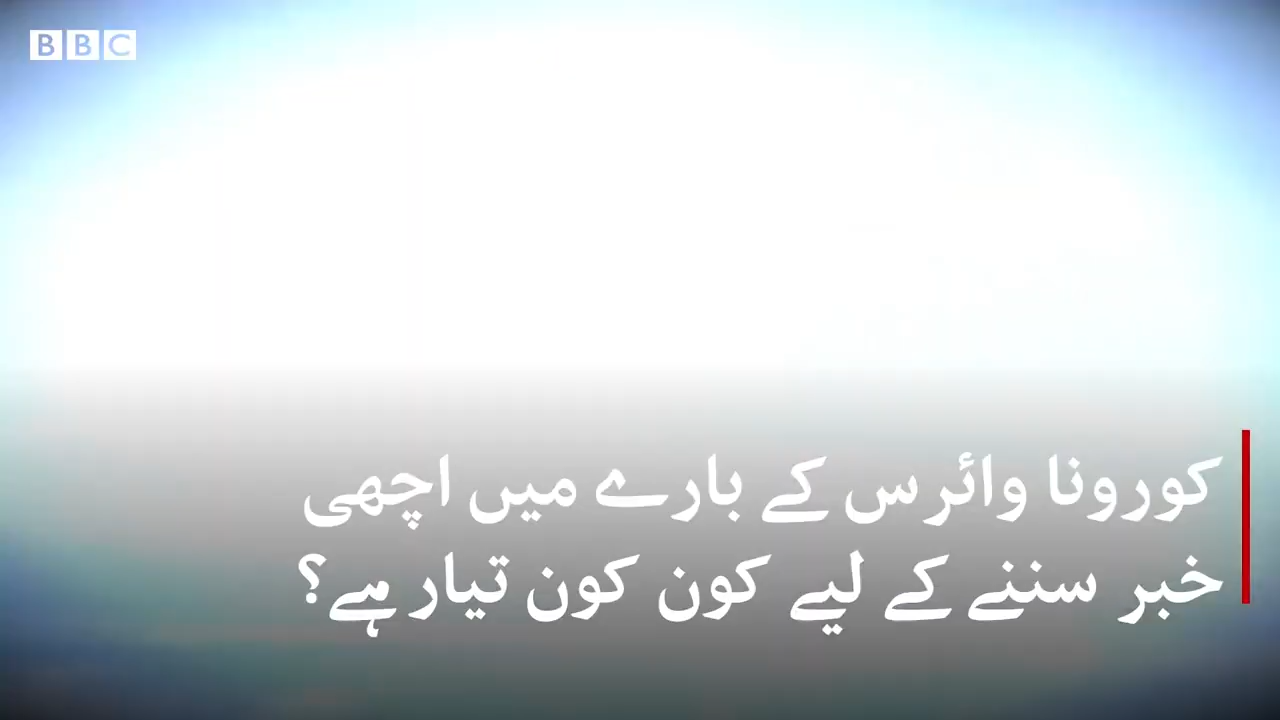 BBC
کورونا وائرس کے بارے میں اچھی
خبر سننے کے لیے کون کون تیار ہے؟